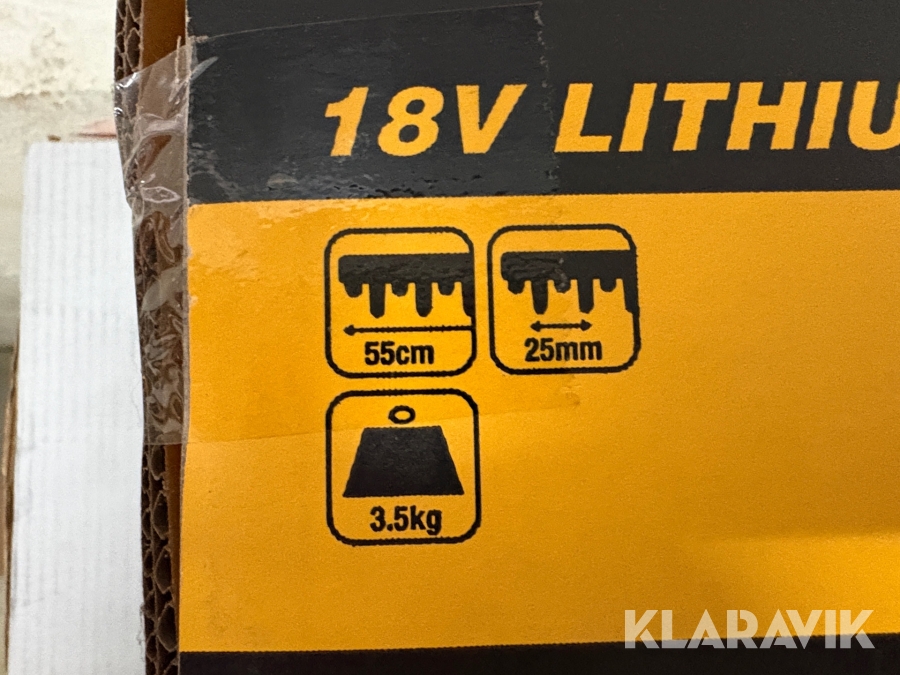 18V LITHIU
55cm
25mm
3.5kg
KLARAVIK